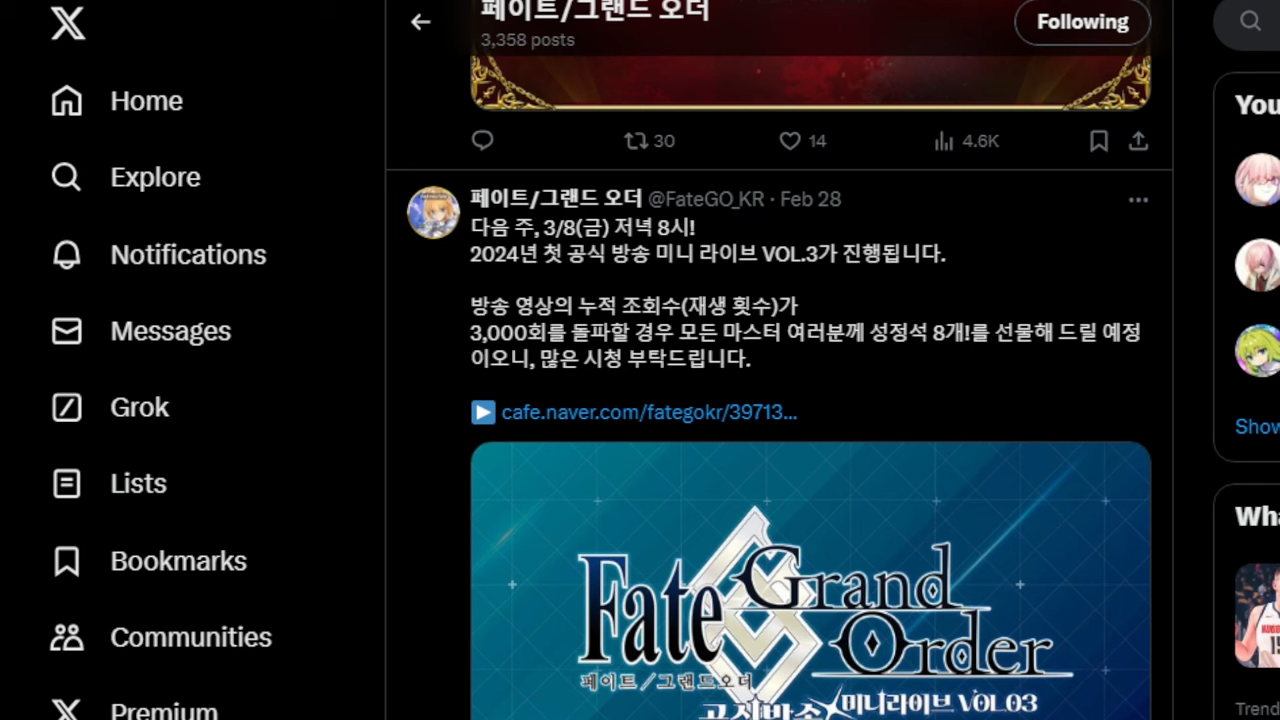 Home
Explore
Notifications
Messages
Grok
Lists
Bookmarks
Communities
Premium
페이트/그랜드 오더
3,358 posts
Following
30
14
4.6K
페이트/그랜드 오더 @FateGO_KR · Feb 28
다음 주, 3/8(금) 저녁 8시!
2024년 첫 공식 방송 미니 라이브 VOL.3가 진행됩니다.
방송 영상의 누적 조회수(재생 횟수)가
3,000회를 돌파할 경우 모든 마스터 여러분께 성정석 8개!를 선물해 드릴 예정
이오니, 많은 시청 부탁드립니다.
cafe.naver.com/fategokr/39713...
Fate
Grand
Order
페이트/그랜드오더
공식방송 미니라이브 VOL.03
You
Show
Wha
Trend